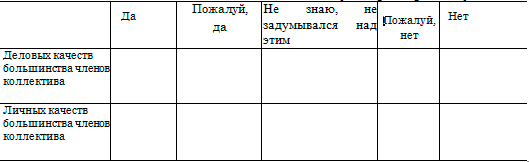 Да
Пожалуй,
да
Не знаю, не
задумывался над
этим
Пожалуй,
нет
Нет
Деловых качеств
большинства членов
коллектива
Личных качеств
большинства членов
коллектива